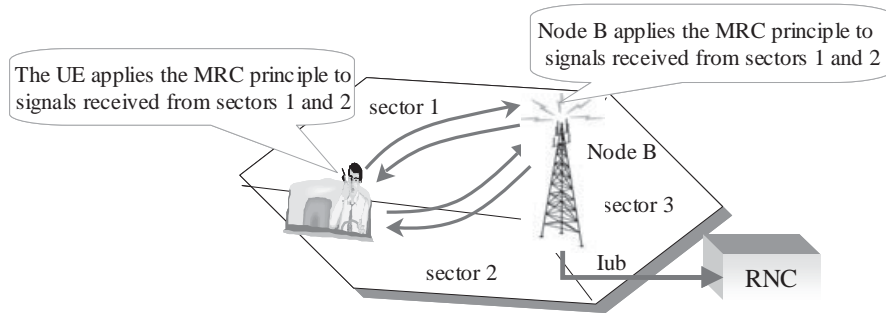 Node B applies the MRC principle to
signals received from sectors 1 and 2
The UE applies the MRC principle to
signals received from sectors 1 and 2
sector 1
Node B
sector 3
sector 2
Iub
RNC